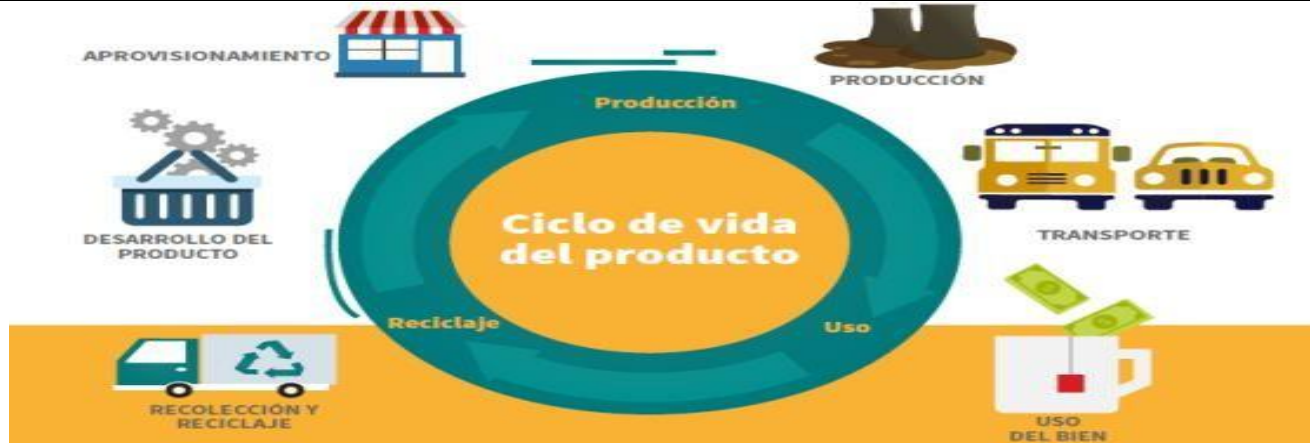 APROVISIONAMIENTO
PRODUCCIÓN
Producción
DESARROLLO DEL
PRODUCTO
Ciclo de vida
del producto
TRANSPORTE
Reciclaje
Uso
RECOLECCIÓN Y
RECICLAJE
USO
DEL BIEN